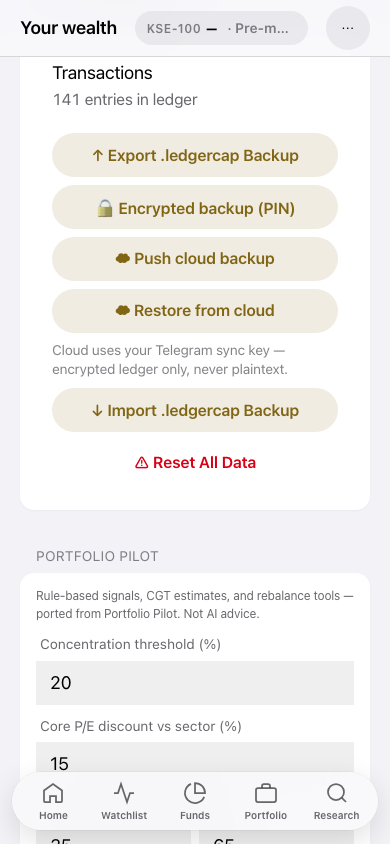 Your wealth
KSE-100 — · Pre-m...
...
Transactions
141 entries in ledger
↑ Export .ledgercap Backup
🔒 Encrypted backup (PIN)
☁ Push cloud backup
☁ Restore from cloud
Cloud uses your Telegram sync key —
encrypted ledger only, never plaintext.
↓ Import .ledgercap Backup
⚠ Reset All Data
PORTFOLIO PILOT
Rule-based signals, CGT estimates, and rebalance tools —
ported from Portfolio Pilot. Not AI advice.
Concentration threshold (%)
20
Core P/E discount vs sector (%)
15
Home Watchlist Funds Portfolio Research